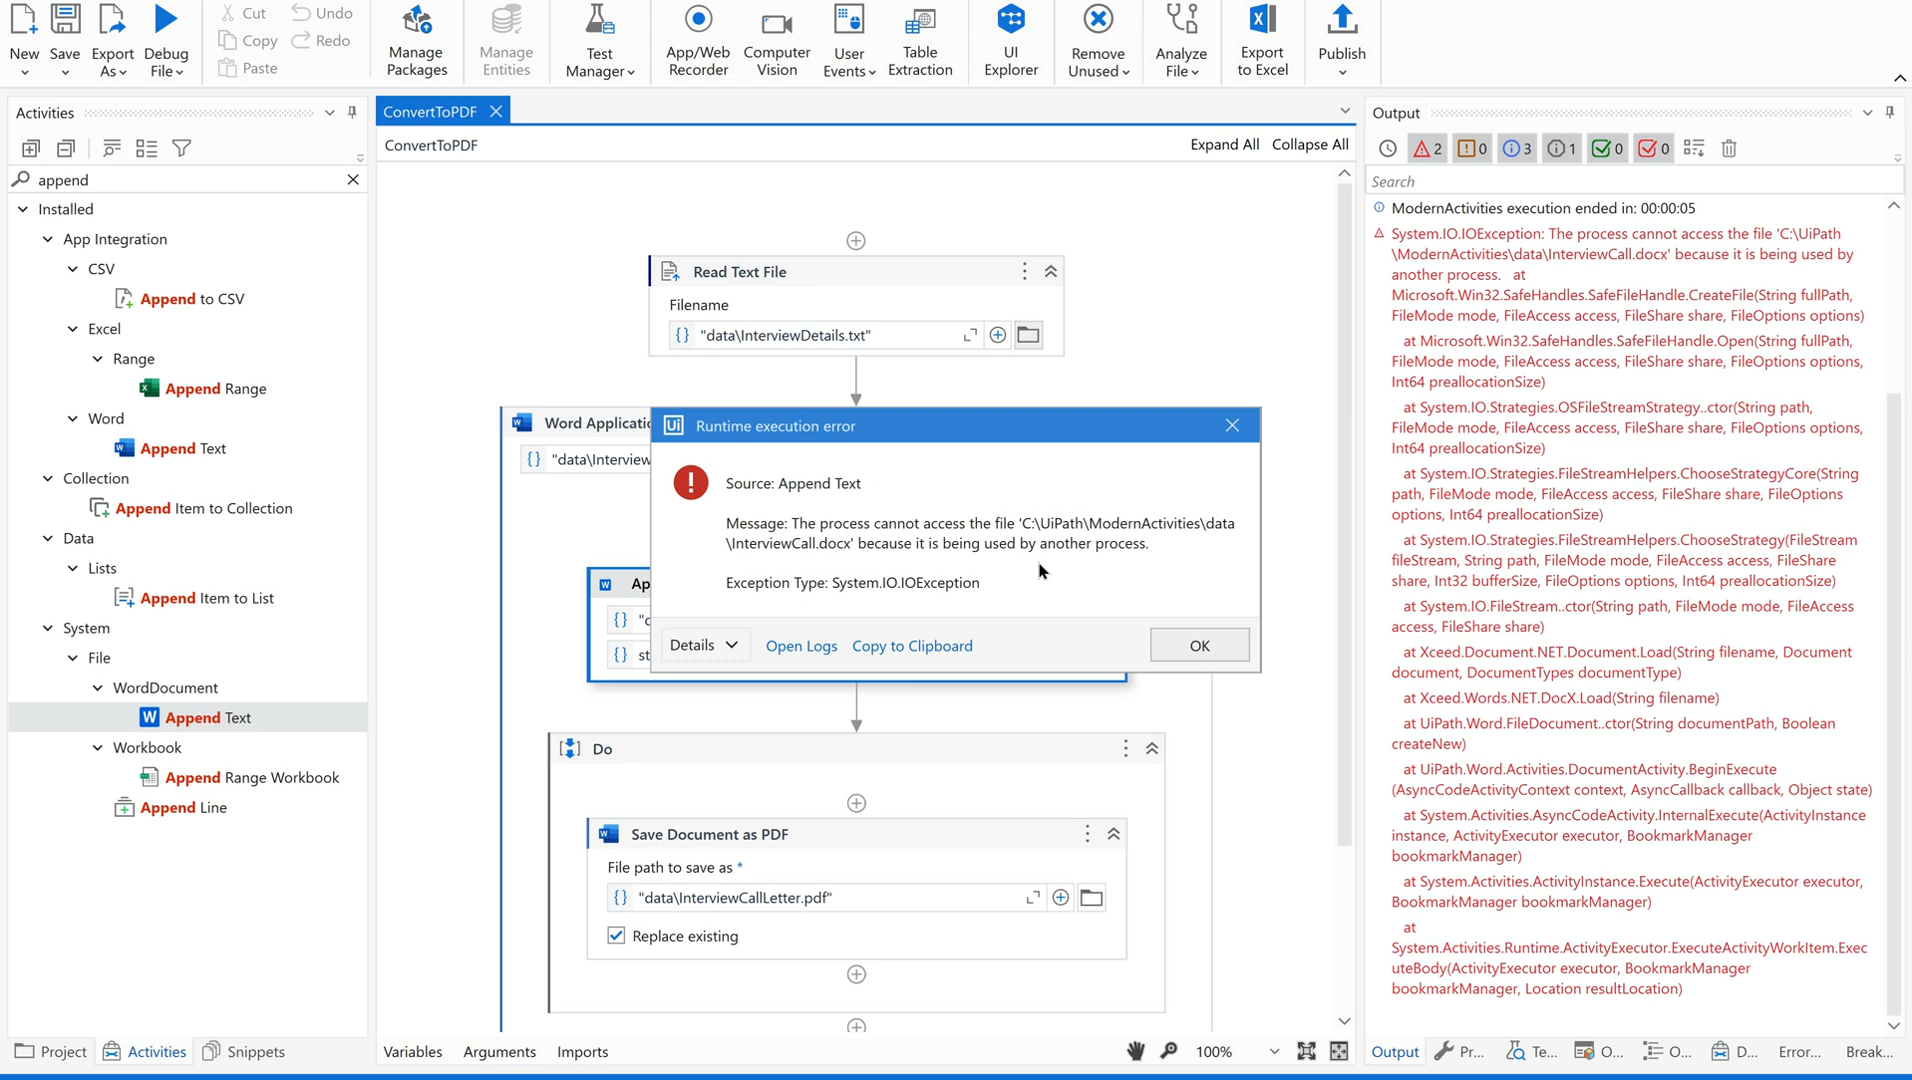 New
Save
Export
As
Debug
File
Cut
Copy
Paste
Undo
Redo
Manage
Packages
Manage
Entities
Test
Manager
App/Web
Recorder
Computer
Vision
User
Events
Table
Extraction
UI
Explorer
Remove
Unused
Analyze
File
Export
to Excel
Publish
Activities
append
Installed
App Integration
CSV
Append to CSV
Excel
Range
Append Range
Word
Append Text
Collection
Append Item to Collection
Data
Lists
Append Item to List
System
File
WordDocument
Append Text
Workbook
Append Range Workbook
Append Line
Project
Activities
Snippets
ConvertToPDF
ConvertToPDF
Expand All
Collapse All
Read Text File
Filename
{} "data\InterviewDetails.txt"
Word Applicatio
{} "data\Interview
Ap
{} "d
{} st
Ui Runtime execution error
Source: Append Text
Message: The process cannot access the file 'C:\UiPath\ModernActivities\data
\InterviewCall.docx' because it is being used by another process.
Exception Type: System.IO.IOException
Details
Open Logs
Copy to Clipboard
OK
Do
Save Document as PDF
File path to save as *
{} "data\InterviewCallLetter.pdf"
Replace existing
Variables
Arguments
Imports
100%
Output
2
0
3
1
0
0
Search
ModernActivities execution ended in: 00:00:05
System.IO.IOException: The process cannot access the file 'C:\UiPath
\ModernActivities\data\InterviewCall.docx' because it is being used by
another process.   at
Microsoft.Win32.SafeHandles.SafeFileHandle.CreateFile(String fullPath,
FileMode mode, FileAccess access, FileShare share, FileOptions options)
at Microsoft.Win32.SafeHandles.SafeFileHandle.Open(String fullPath,
FileMode mode, FileAccess access, FileShare share, FileOptions options,
Int64 preallocationSize)
at System.IO.Strategies.OSFileStreamStrategy..ctor(String path,
FileMode mode, FileAccess access, FileShare share, FileOptions options,
Int64 preallocationSize)
at System.IO.Strategies.FileStreamHelpers.ChooseStrategyCore(String
path, FileMode mode, FileAccess access, FileShare share, FileOptions
options, Int64 preallocationSize)
at System.IO.Strategies.FileStreamHelpers.ChooseStrategy(FileStream
fileStream, String path, FileMode mode, FileAccess access, FileShare
share, Int32 bufferSize, FileOptions options, Int64 preallocationSize)
at System.IO.FileStream..ctor(String path, FileMode mode, FileAccess
access, FileShare share)
at Xceed.Document.NET.Document.Load(String filename, Document
document, DocumentTypes documentType)
at Xceed.Words.NET.DocX.Load(String filename)
at UiPath.Word.FileDocument..ctor(String documentPath, Boolean
createNew)
at UiPath.Word.Activities.DocumentActivity.BeginExecute
(AsyncCodeActivityContext context, AsyncCallback callback, Object state)
at System.Activities.AsyncCodeActivity.InternalExecute(ActivityInstance
instance, ActivityExecutor executor, BookmarkManager
bookmarkManager)
at System.Activities.ActivityInstance.Execute(ActivityExecutor executor,
BookmarkManager bookmarkManager)
at
System.Activities.Runtime.ActivityExecutor.ExecuteActivityWorkItem.Exec
uteBody(ActivityExecutor executor, BookmarkManager
bookmarkManager, Location resultLocation)
Output
Pr...
Te...
O...
O...
D...
Error...
Break...